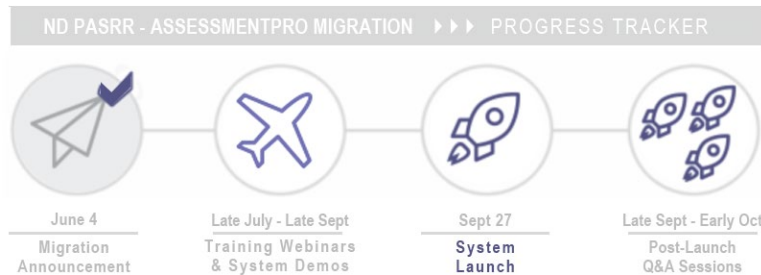 ND PASRR - ASSESSMENTPRO MIGRATION PROGRESS TRACKER
June 4
Migration
Announcement
Late July - Late Sept
Training Webinars
& System Demos
Sept 27
System
Launch
Late Sept - Early Oct
Post-Launch
Q&A Sessions